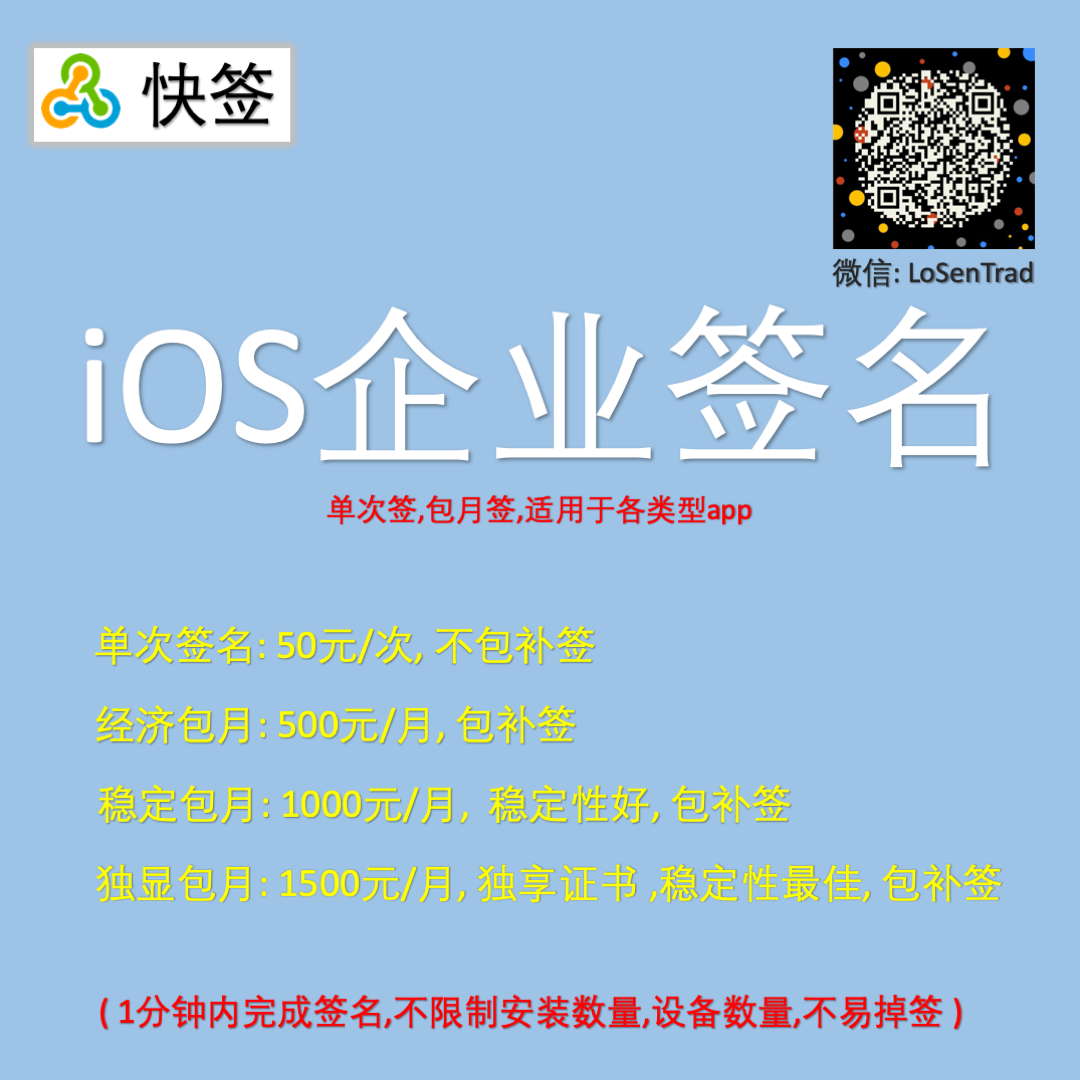 快签
微信: LoSenTrad
iOS企业签名
单次签,包月签,适用于各类型app
单次签名: 50元/次, 不包补签
经济包月: 500元/月, 包补签
稳定包月: 1000元/月, 稳定性好, 包补签
独显包月: 1500元/月, 独享证书 ,稳定性最佳, 包补签
( 1分钟内完成签名,不限制安装数量,设备数量,不易掉签 )